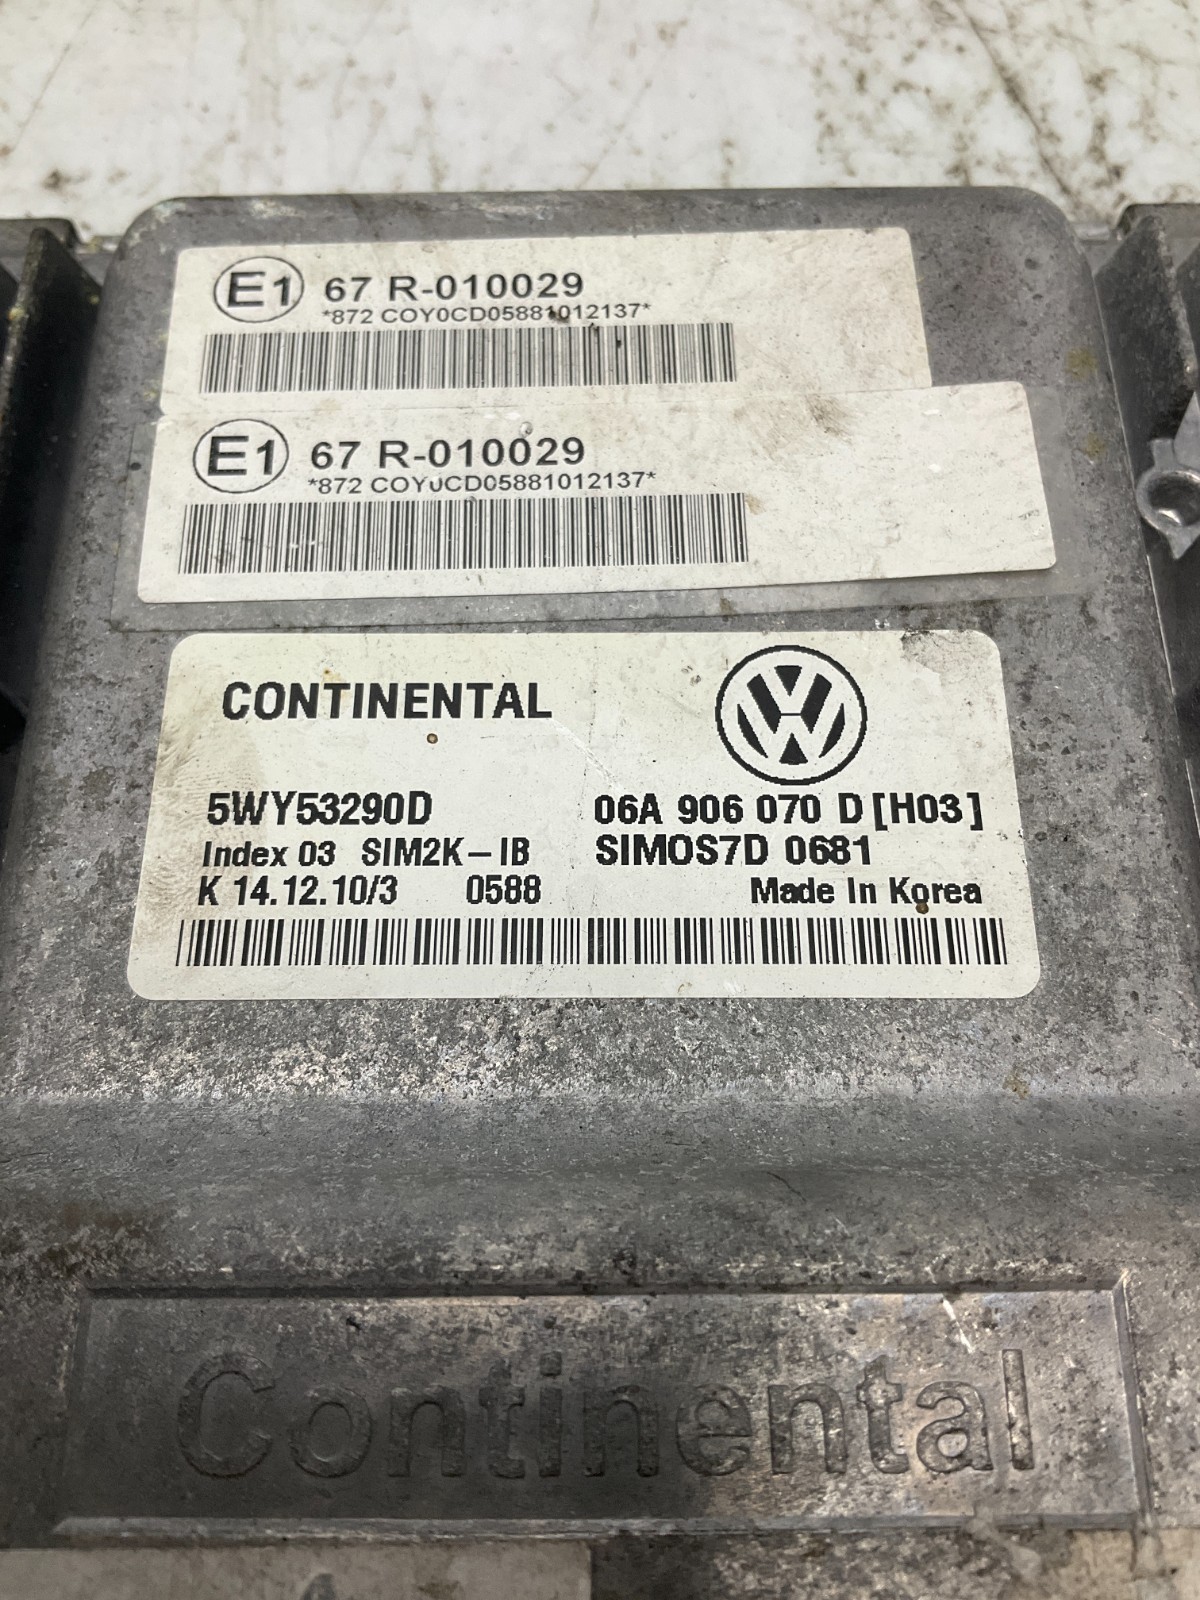 E1 67 R-010029
*872 COY0CD05881012137*
E1 67 R-010029
*872 COY0CD05881012137*
CONTINENTAL
5WY53290D 06A 906 070 D [H03]
Index 03 SIM2K-IB SIMOS7D 0681
K 14.12.10/3 0588 Made In Korea
Continental